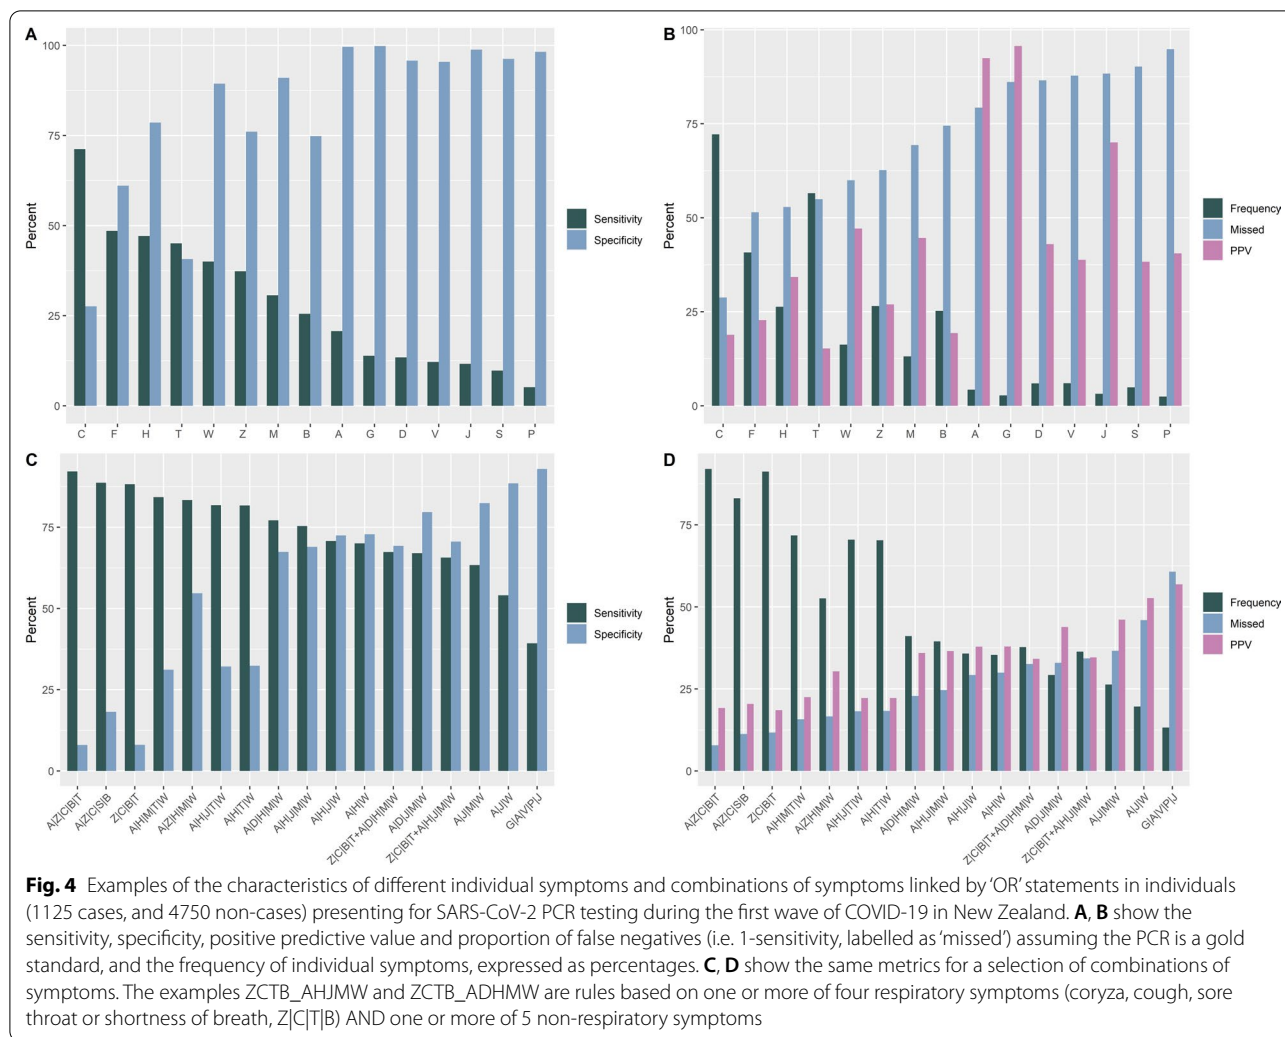 A
100
75
50
25
0
Percent
C F H T W Z M B A G D V J S P
Sensitivity
Specificity
B
100
75
50
25
0
Percent
C F H T W Z M B A G D V J S P
Frequency
Missed
PPV
C
75
50
25
0
Percent
A|Z|C|B|T
A|Z|C|S|B
Z|C|B|T
A|H|M|T|W
A|Z|H|M|W
A|H|J|T|W
A|H|T|W
A|D|H|M|W
A|H|J|M|W
A|H|J|W
A|H|W
Z|C|B|T+A|D|H|M|W
A|D|J|M|W
Z|C|B|T+A|H|J|M|W
A|J|M|W
A|J|W
G|A|V|P|J
Sensitivity
Specificity
D
75
50
25
0
Percent
A|Z|C|B|T
A|Z|C|S|B
Z|C|B|T
A|H|M|T|W
A|Z|H|M|W
A|H|J|T|W
A|H|T|W
A|D|H|M|W
A|H|J|M|W
A|H|J|W
A|H|W
Z|C|B|T+A|D|H|M|W
A|D|J|M|W
Z|C|B|T+A|H|J|M|W
A|J|M|W
A|J|W
G|A|V|P|J
Frequency
Missed
PPV
Fig. 4 Examples of the characteristics of different individual symptoms and combinations of symptoms linked by ‘OR’ statements in individuals
(1125 cases, and 4750 non-cases) presenting for SARS-CoV-2 PCR testing during the first wave of COVID-19 in New Zealand. A, B show the
sensitivity, specificity, positive predictive value and proportion of false negatives (i.e. 1-sensitivity, labelled as ‘missed’) assuming the PCR is a gold
standard, and the frequency of individual symptoms, expressed as percentages. C, D show the same metrics for a selection of combinations of
symptoms. The examples ZCTB_AHJMW and ZCTB_ADHMW are rules based on one or more of four respiratory symptoms (coryza, cough, sore
throat or shortness of breath, Z|C|T|B) AND one or more of 5 non-respiratory symptoms